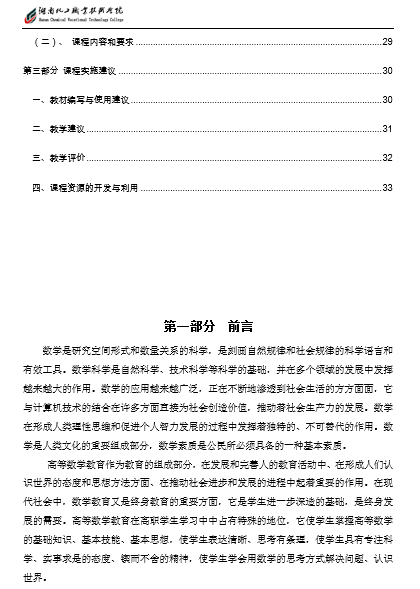 湖南化工职业技术学院
Hunan Chemical Vocational Technology College
（二）、 课程内容和要求 ........ 29
第三部分 课程实施建议 ........ 30
一、教材编写与使用建议 ........ 30
二、教学建议 ........ 31
三、教学评价 ........ 32
四、课程资源的开发与利用 ........ 33
第一部分 前言
数学是研究空间形式和数量关系的科学，是刻画自然规律和社会规律的科学语言和
有效工具。数学科学是自然科学、技术科学等科学的基础，并在多个领域的发展中发挥
越来越大的作用。数学的应用越来越广泛，正在不断地渗透到社会生活的方方面面，它
与计算机技术的结合在许多方面直接为社会创造价值，推动着社会生产力的发展。数学
在形成人类理性思维和促进个人智力发展的过程中发挥着独特的、不可替代的作用。数
学是人类文化的重要组成部分，数学素质是公民所必须具备的一种基本素质。
高等数学教育作为教育的组成部分，在发展和完善人的教育活动中、在形成人们认
识世界的态度和思想方法方面、在推动社会进步和发展的进程中起着重要的作用。在现
代社会中，数学教育又是终身教育的重要方面，它是学生进一步深造的基础，是终身发
展的需要。高等数学教育在高职学生学习中中占有特殊的地位，它使学生掌握高等数学
的基础知识、基本技能、基本思想，使学生表达清晰、思考有条理，使学生具有专注科
学、实事求是的态度、锲而不舍的精神，使学生学会用数学的思考方式解决问题、认识
世界。